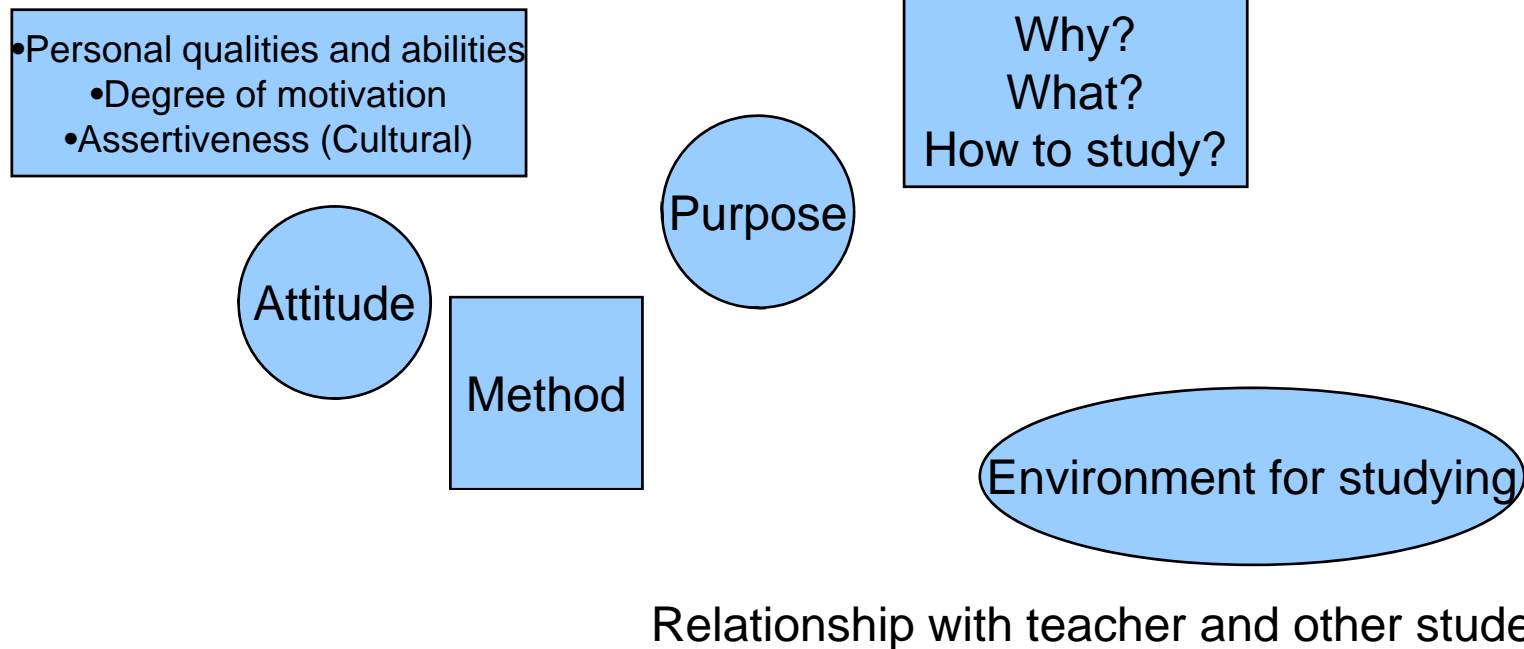 •Personal qualities and abilities
•Degree of motivation
•Assertiveness (Cultural)
Why?
What?
How to study?
Purpose
Attitude
Method
Environment for studying
Relationship with teacher and other